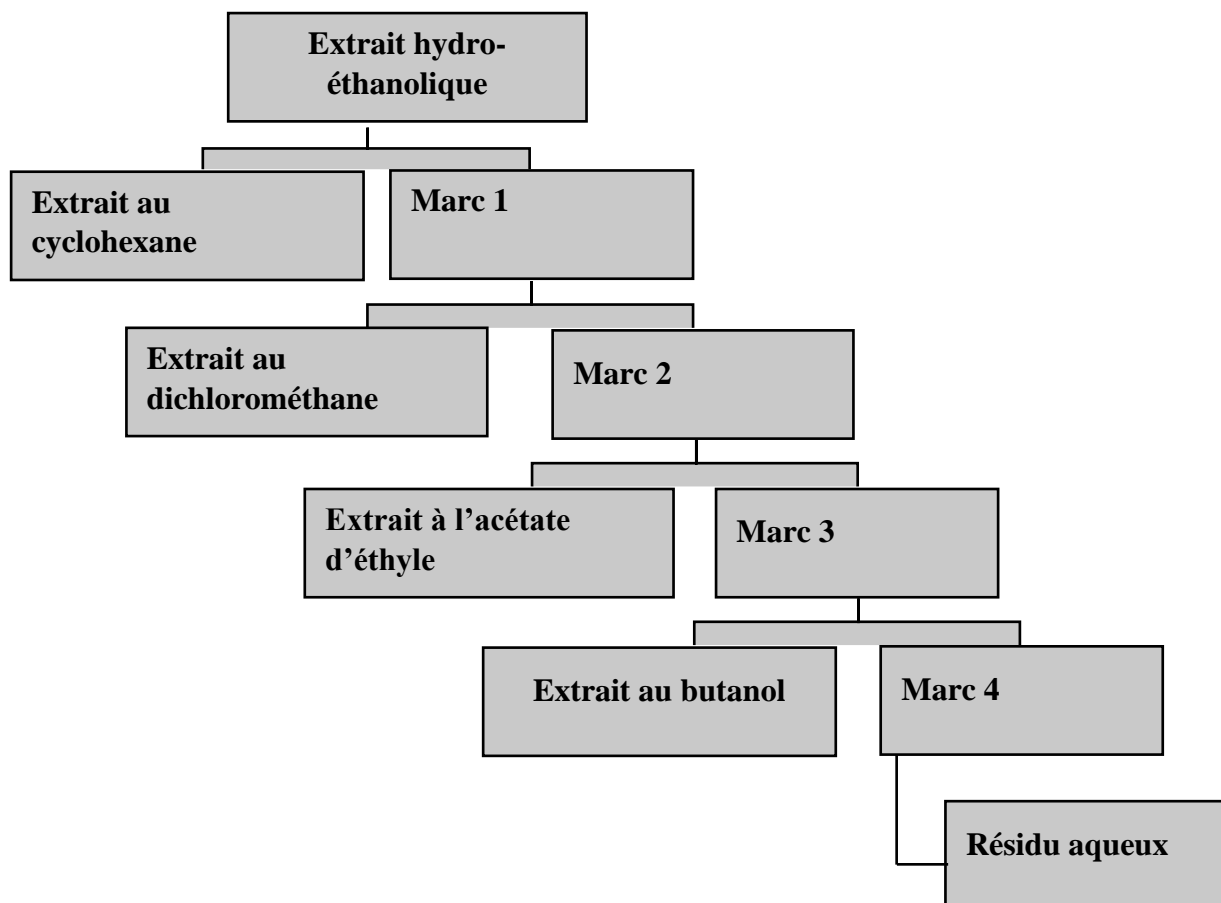 Extrait hydro-
éthanolique
Extrait au
cyclohexane
Marc 1
Extrait au
dichlorométhane
Marc 2
Extrait à l’acétate
d’éthyle
Marc 3
Extrait au butanol
Marc 4
Résidu aqueux